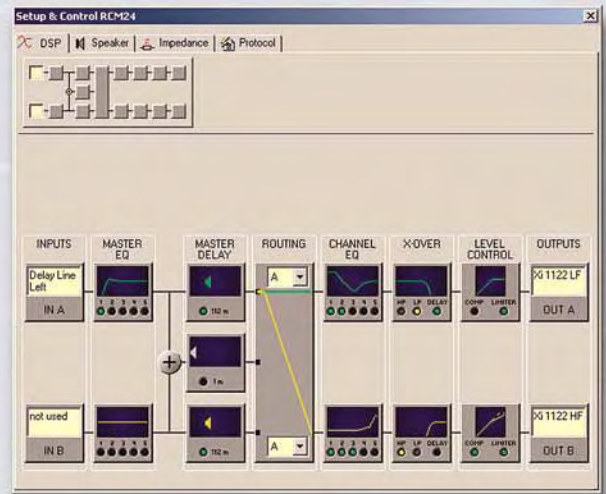 Setup & Control RCM24
DSP Speaker Impedance Protocol
INPUTS MASTER EQ MASTER DELAY ROUTING CHANNEL EQ X-OVER LEVEL CONTROL OUTPUTS
Delay Line Left
A
Xi 1122 LF
1 2 3 4 5
112 m
1 2 3 4 5
HP LP DELAY
COMP LIMITER
IN A
OUT A
+
1 m
not used
Xi 1122 HF
1 2 3 4 5
112 m
A
1 2 3 4 5
HP LP DELAY
COMP LIMITER
IN B
OUT B